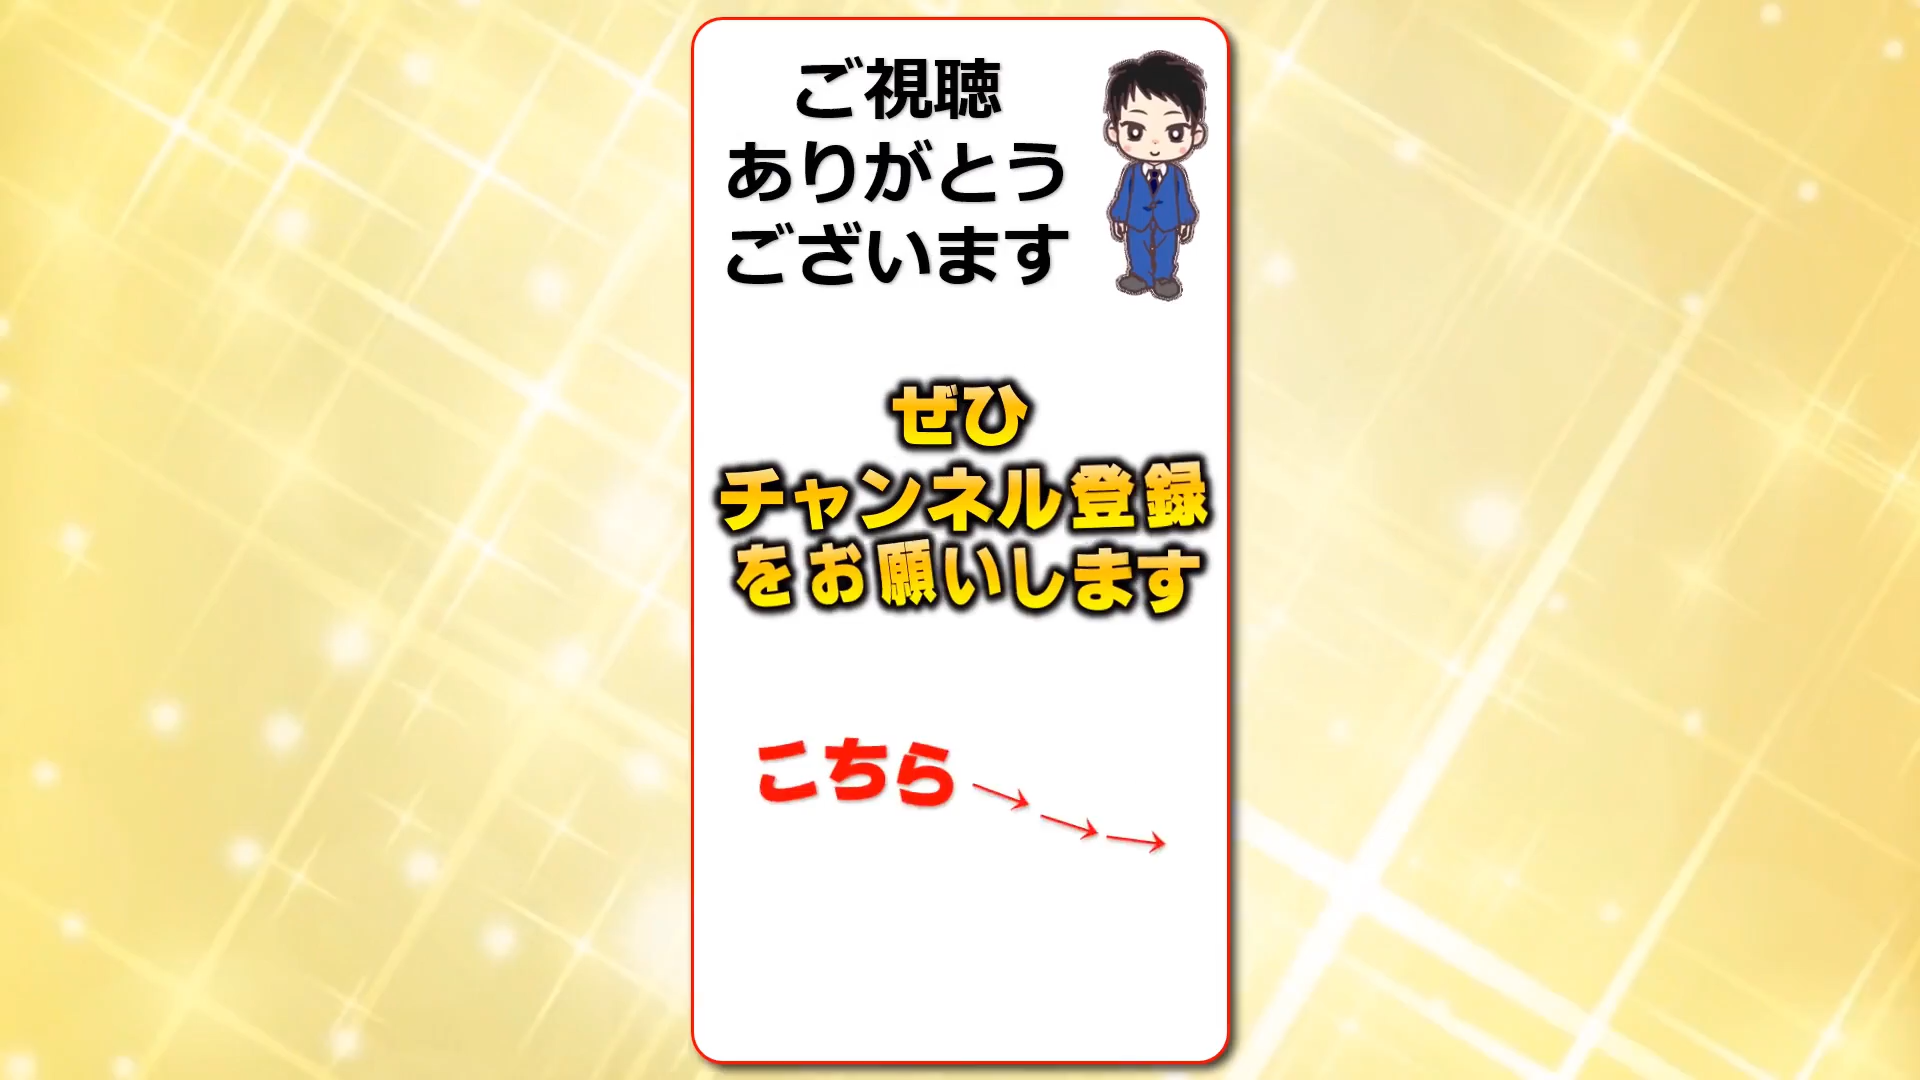 ご視聴
ありがとう
ございます
ぜひ
チャンネル登録
をお願いします
こちら→→→